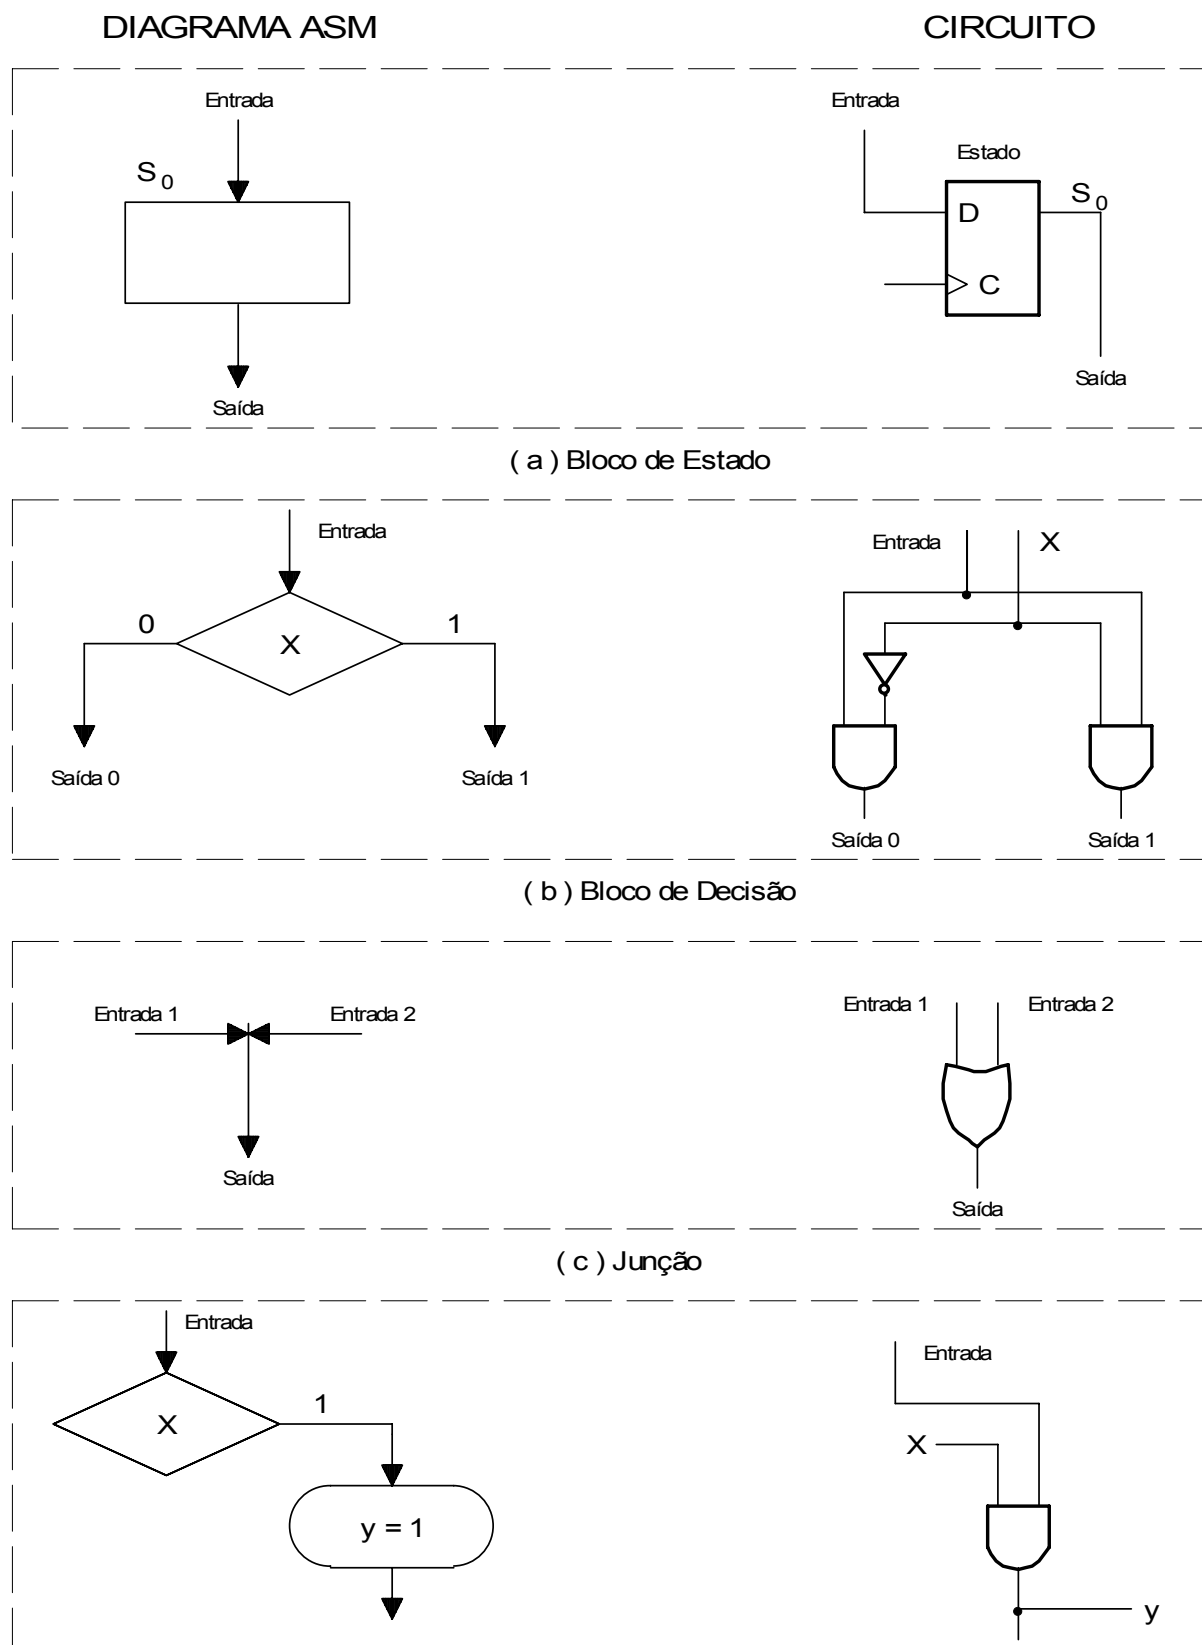 DIAGRAMA ASM
CIRCUITO
Entrada
S0
Saída
Entrada
Estado
D
C
S0
Saída
( a ) Bloco de Estado
Entrada
0
X
1
Saída 0
Saída 1
Entrada
X
Saída 0
Saída 1
( b ) Bloco de Decisão
Entrada 1
Entrada 2
Saída
Entrada 1
Entrada 2
Saída
( c ) Junção
Entrada
X
1
y = 1
Entrada
X
y